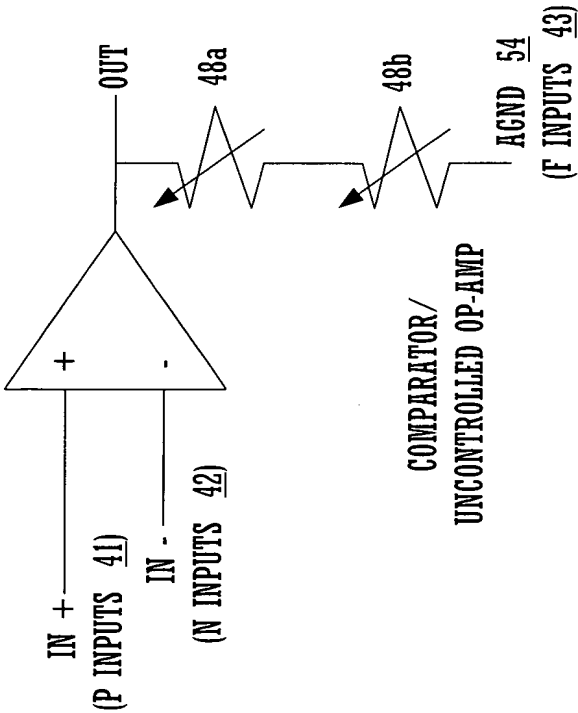 OUT
48a
48b
AGND 54
(F INPUTS 43)
+
-
IN +
(P INPUTS 41)
IN -
(N INPUTS 42)
COMPARATOR/
UNCONTROLLED OP-AMP